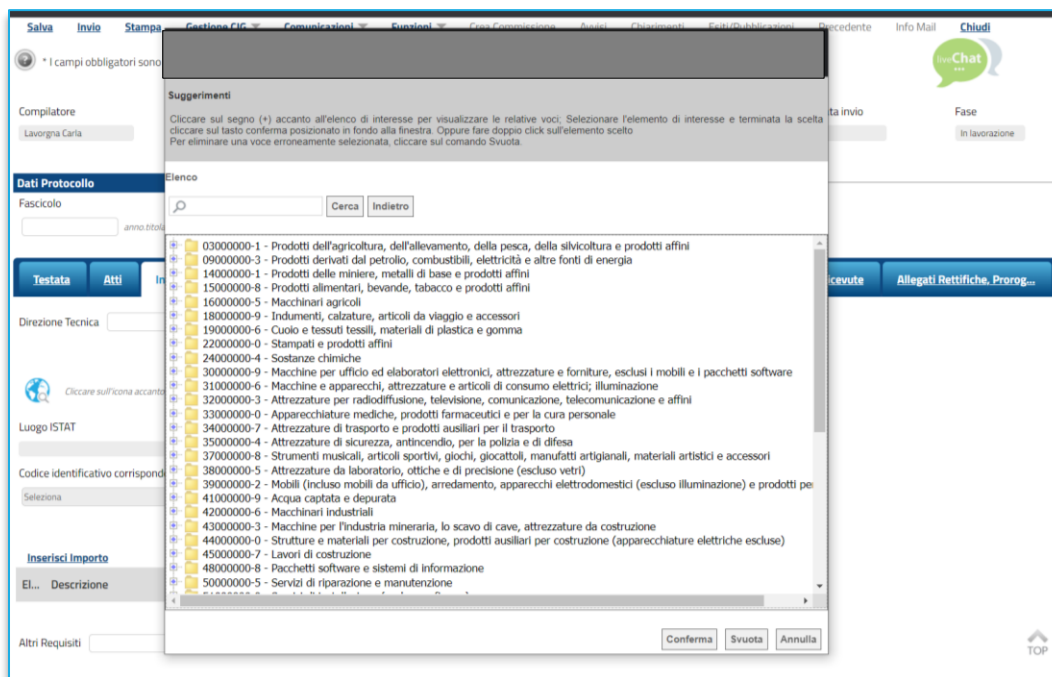 Salva Invio Stampa Gestione CIG Comunicazioni Funzioni Crea Commissione Avvisi Chiarimenti Esiti/Pubblicazioni Precedente Info Mail Chiudi
* I campi obbligatori sono
liveChat
Suggerimenti
Cliccare sul segno (+) accanto all'elenco di interesse per visualizzare le relative voci; Selezionare l'elemento di interesse e terminata la scelta
cliccare sul tasto conferma posizionato in fondo alla finestra. Oppure fare doppio click sull'elemento scelto
Per eliminare una voce erroneamente selezionata, cliccare sul comando Svuota.
Compilatore
ta invio
Fase
Lavorgna Carla
In lavorazione
Dati Protocollo
Elenco
Fascicolo
Cerca Indietro
anno.titola
03000000-1 - Prodotti dell'agricoltura, dell'allevamento, della pesca, della silvicoltura e prodotti affini
09000000-3 - Prodotti derivati dal petrolio, combustibili, elettricità e altre fonti di energia
14000000-1 - Prodotti delle miniere, metalli di base e prodotti affini
15000000-8 - Prodotti alimentari, bevande, tabacco e prodotti affini
16000000-5 - Macchinari agricoli
18000000-9 - Indumenti, calzature, articoli da viaggio e accessori
19000000-6 - Cuoio e tessuti tessili, materiali di plastica e gomma
22000000-0 - Stampati e prodotti affini
24000000-4 - Sostanze chimiche
30000000-9 - Macchine per ufficio ed elaboratori elettronici, attrezzature e forniture, esclusi i mobili e i pacchetti software
31000000-6 - Macchine e apparecchi, attrezzature e articoli di consumo elettrici; illuminazione
32000000-3 - Attrezzature per radiodiffusione, televisione, comunicazione, telecomunicazione e affini
33000000-0 - Apparecchiature mediche, prodotti farmaceutici e per la cura personale
34000000-7 - Attrezzature di trasporto e prodotti ausiliari per il trasporto
35000000-4 - Attrezzature di sicurezza, antincendio, per la polizia e di difesa
37000000-8 - Strumenti musicali, articoli sportivi, giochi, giocattoli, manufatti artigianali, materiali artistici e accessori
38000000-5 - Attrezzature da laboratorio, ottiche e di precisione (escluso vetri)
39000000-2 - Mobili (incluso mobili da ufficio), arredamento, apparecchi elettrodomestici (escluso illuminazione) e prodotti pe
41000000-9 - Acqua captata e depurata
42000000-6 - Macchinari industriali
43000000-3 - Macchine per l'industria mineraria, lo scavo di cave, attrezzature da costruzione
44000000-0 - Strutture e materiali per costruzione, prodotti ausiliari per costruzione (apparecchiature elettriche escluse)
45000000-7 - Lavori di costruzione
48000000-8 - Pacchetti software e sistemi di informazione
50000000-5 - Servizi di riparazione e manutenzione
Testata Atti In
icevute Allegati Rettifiche, Prorog...
Direzione Tecnica
Cliccare sull'icona accanto
Luogo ISTAT
Codice identificativo corrispond
Seleziona
Inserisci Importo
El... Descrizione
Altri Requisiti
Conferma Svuota Annulla
TOP